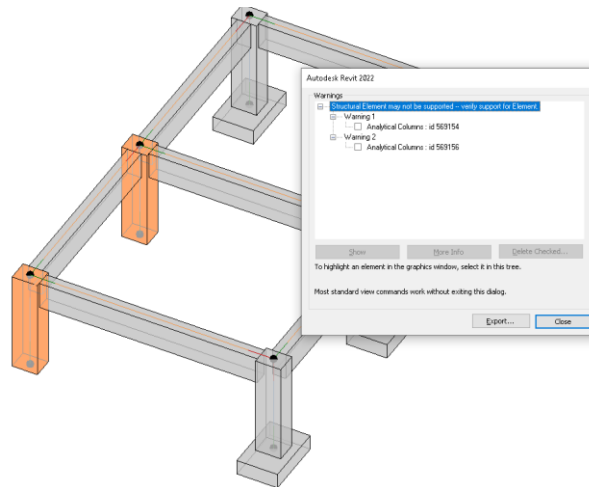 Autodesk Revit 2022
Warnings
Structural Element may not be supported -- verify support for Element.
Warning 1
Analytical Columns : id 569154
Warning 2
Analytical Columns : id 569156
Show
More Info
Delete Checked...
To highlight an element in the graphics window, select it in this tree.
Most standard view commands work without exiting this dialog.
Export...
Close